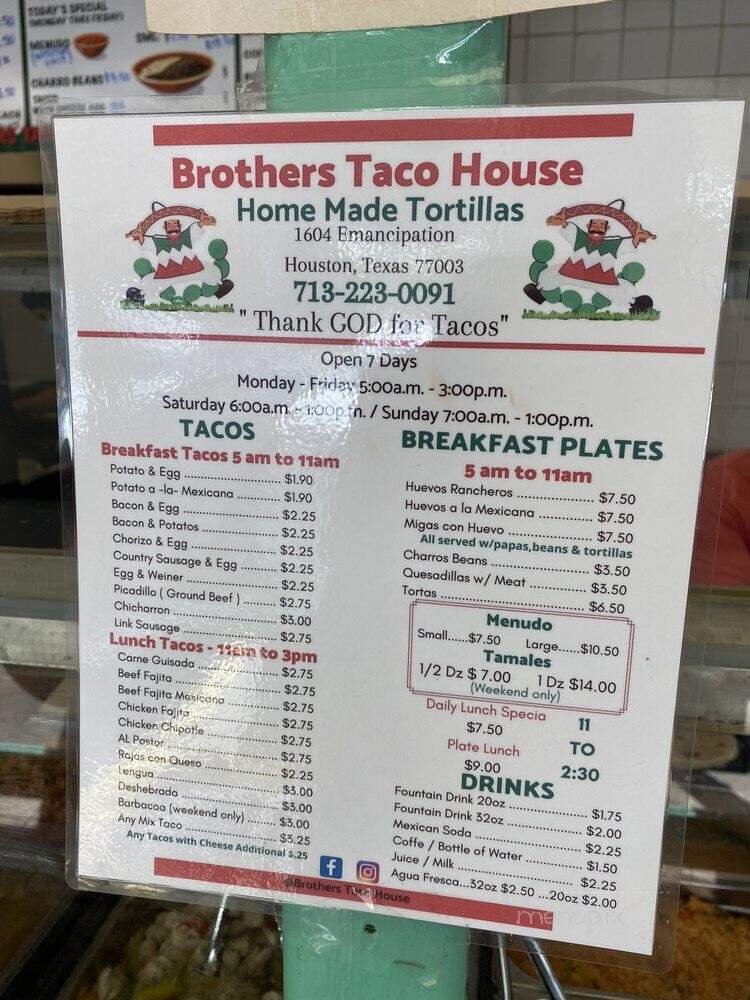 TODAY'S SPECIAL
MENUDO
CHARRO BEANS
Brothers Taco House
Home Made Tortillas
1604 Emancipation
Houston, Texas 77003
713-223-0091
" Thank GOD for Tacos"
Open 7 Days
Monday - Friday 5:00a.m. - 3:00p.m.
Saturday 6:00a.m. - 1:00p.m. / Sunday 7:00a.m. - 1:00p.m.
TACOS
Breakfast Tacos 5 am to 11am
Potato & Egg ........................ $1.90
Potato a -la- Mexicana ............ $1.90
Bacon & Egg ........................ $2.25
Bacon & Potatos .................... $2.25
Chorizo & Egg ...................... $2.25
Country Sausage & Egg ........... $2.25
Egg & Weiner ....................... $2.25
Picadillo ( Ground Beef ) ......... $2.75
Chicharron .......................... $3.00
Link Sausage ....................... $2.75
Lunch Tacos - 11am to 3pm
Carne Guisada ..................... $2.75
Beef Fajita .......................... $2.75
Beef Fajita Mexicana ............. $2.75
Chicken Fajita ..................... $2.75
Chicken Chipotle .................. $2.75
AL Pastor ........................... $2.75
Rajas con Queso ................... $2.25
Lengua .............................. $3.00
Deshebrada ......................... $3.00
Barbacoa (weekend only) ........ $3.00
Any Mix Taco ....................... $3.25
Any Tacos with Cheese Additional $.25
BREAKFAST PLATES
5 am to 11am
Huevos Rancheros .................... $7.50
Huevos a la Mexicana .............. $7.50
Migas con Huevo ..................... $7.50
All served w/papas,beans & tortillas
Charros Beans ........................ $3.50
Quesadillas w/ Meat ................ $3.50
Tortas .................................. $6.50
Menudo
Small......$7.50 Large......$10.50
Tamales
1/2 Dz $ 7.00 1 Dz $14.00
(Weekend only)
Daily Lunch Specia
$7.50
Plate Lunch
$9.00
11
TO
2:30
DRINKS
Fountain Drink 20oz ................ $1.75
Fountain Drink 32oz ................ $2.00
Mexican Soda ........................ $2.25
Coffe / Bottle of Water ............ $1.50
Juice / Milk .......................... $2.25
Agua Fresca...32oz $2.50 ...20oz $2.00
@Brothers Taco House
menupix